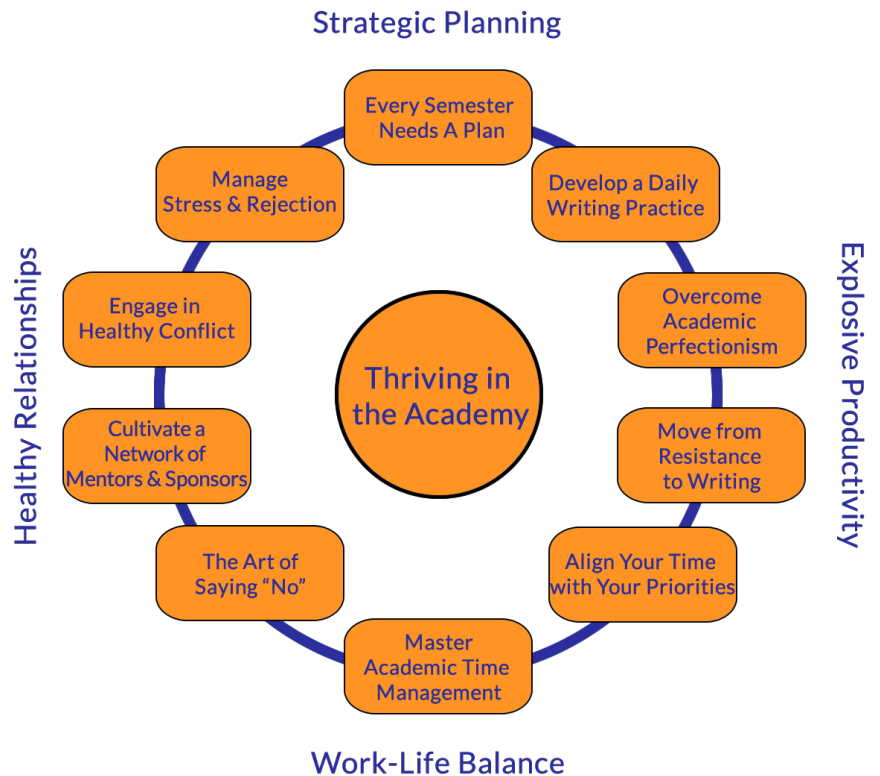 Strategic Planning
Every Semester
Needs A Plan
Develop a Daily
Writing Practice
Overcome
Academic
Perfectionism
Move from
Resistance
to Writing
Align Your Time
with Your Priorities
Master
Academic Time
Management
The Art of
Saying “No”
Cultivate a
Network of
Mentors & Sponsors
Engage in
Healthy Conflict
Manage
Stress & Rejection
Thriving in
the Academy
Explosive Productivity
Work-Life Balance
Healthy Relationships